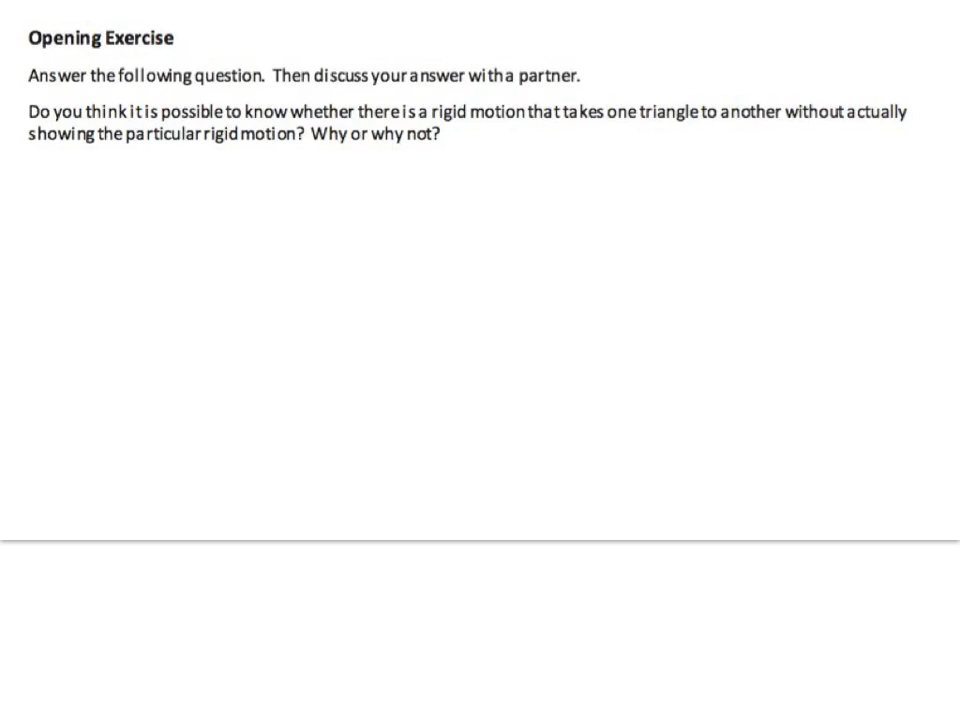 Opening Exercise
Answer the following question. Then discuss your answer with a partner.
Do you think it is possible to know whether there is a rigid motion that takes one triangle to another without actually
showing the particular rigid motion? Why or why not?